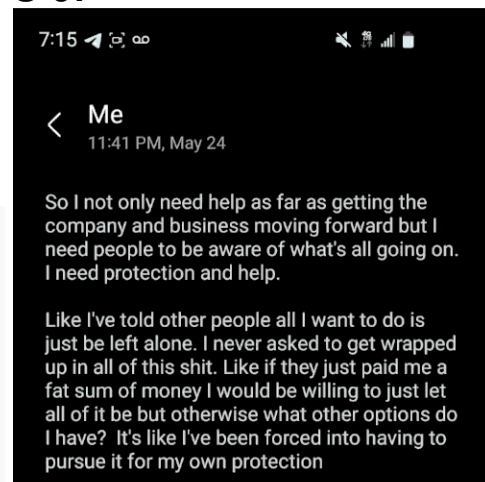 7:15
Me
11:41 PM, May 24
So I not only need help as far as getting the
company and business moving forward but I
need people to be aware of what's all going on.
I need protection and help.
Like I've told other people all I want to do is
just be left alone. I never asked to get wrapped
up in all of this shit. Like if they just paid me a
fat sum of money I would be willing to just let
all of it be but otherwise what other options do
I have?  It's like I've been forced into having to
pursue it for my own protection